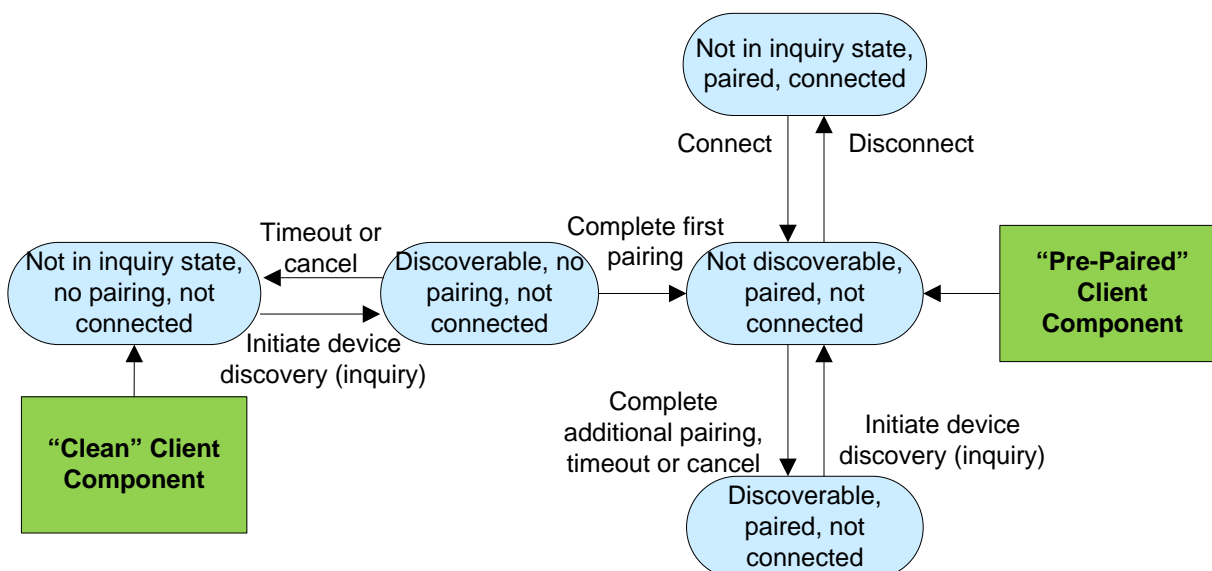 Not in inquiry state,
paired, connected
Connect
Disconnect
Timeout or
cancel
Complete first
pairing
Not in inquiry state,
no pairing, not
connected
Discoverable, no
pairing, not
connected
Not discoverable,
paired, not
connected
“Pre-Paired”
Client
Component
Initiate device
discovery (inquiry)
“Clean” Client
Component
Complete
additional pairing,
timeout or cancel
Initiate device
discovery (inquiry)
Discoverable,
paired, not
connected